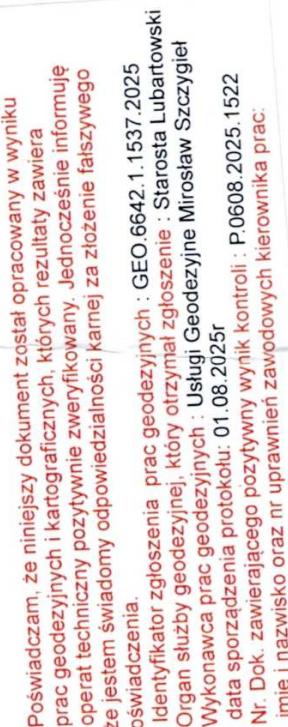 Poświadczam, że niniejszy dokument został opracowany w wyniku
prac geodezyjnych i kartograficznych, których rezultaty zawiera
operat techniczny pozytywnie zweryfikowany. Jednocześnie informuję
że jestem świadomy odpowiedzialności karnej za złożenie fałszywego
oświadczenia.
Identyfikator zgłoszenia prac geodezyjnych : GEO.6642.1.1537.2025
Organ służby geodezyjnej, który otrzymał zgłoszenie : Starosta Lubartowski
Wykonawca prac geodezyjnych : Usługi Geodezyjne Mirosław Szczygieł
data sporządzenia protokołu: 01.08.2025r
Nr. Dok. zawierającego pozytywny wynik kontroli : P.0608.2025.1522
imię i nazwisko oraz nr uprawnień zawodowych kierownika prac: